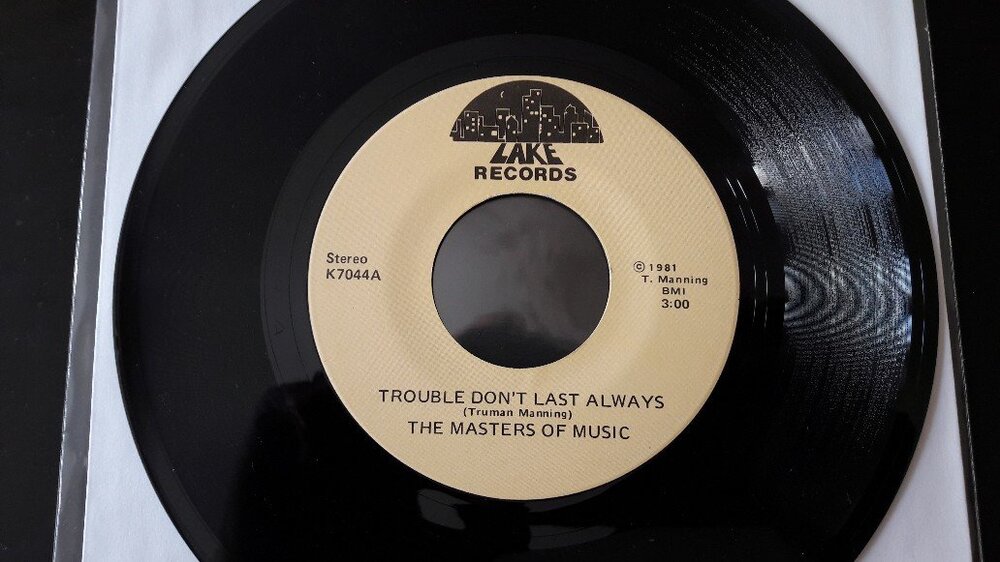 LAKE
RECORDS
Stereo
K7044A
© 1981
T. Manning
BMI
3:00
TROUBLE DON'T LAST ALWAYS
(Truman Manning)
THE MASTERS OF MUSIC